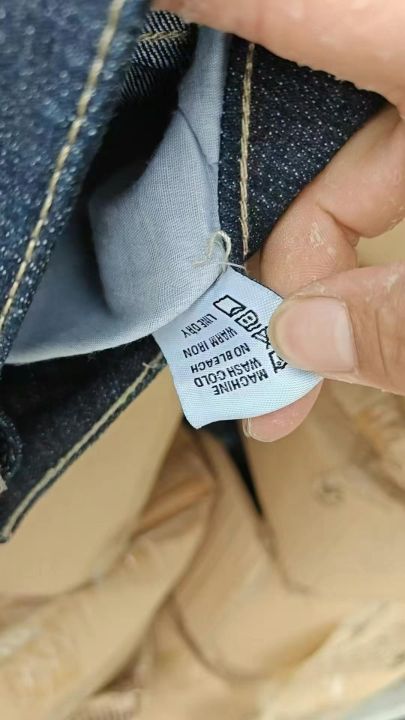 MACHINE
WASH COLD
NO BLEACH
WARM IRON
LINE DRY